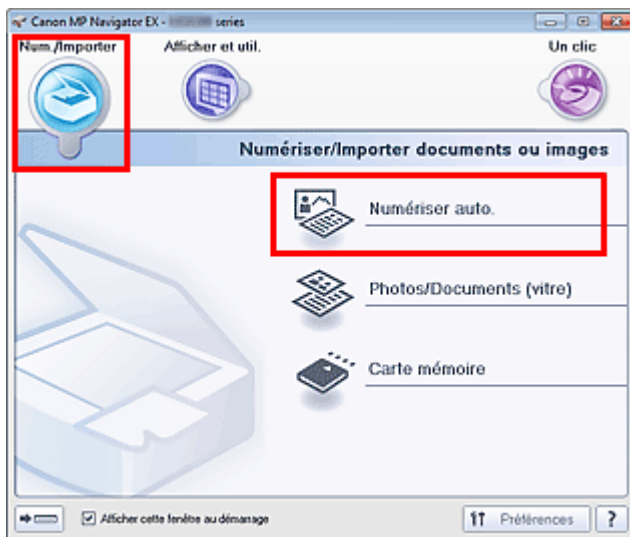 Canon MP Navigator EX - series
Num./Importer
Afficher et util.
Un clic
Numériser/Importer documents ou images
Numériser auto.
Photos/Documents (vitre)
Carte mémoire
Afficher cette fenêtre au démarrage
Préférences
?